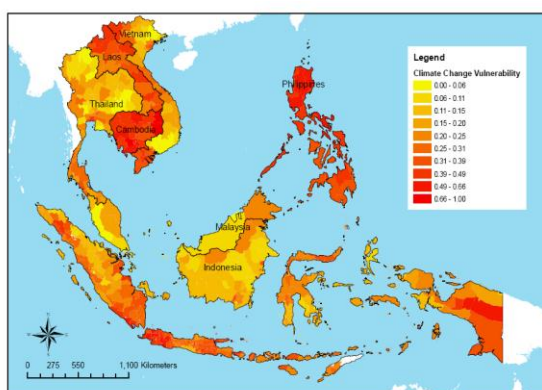 Vietnam
Laos
Thailand
Cambodia
Philippines
Malaysia
Indonesia
Legend
Climate Change Vulnerability
0.00 - 0.06
0.06 - 0.11
0.11 - 0.15
0.15 - 0.20
0.20 - 0.25
0.25 - 0.31
0.31 - 0.39
0.39 - 0.49
0.49 - 0.66
0.66 - 1.00
0 275 550 1,100 Kilometers